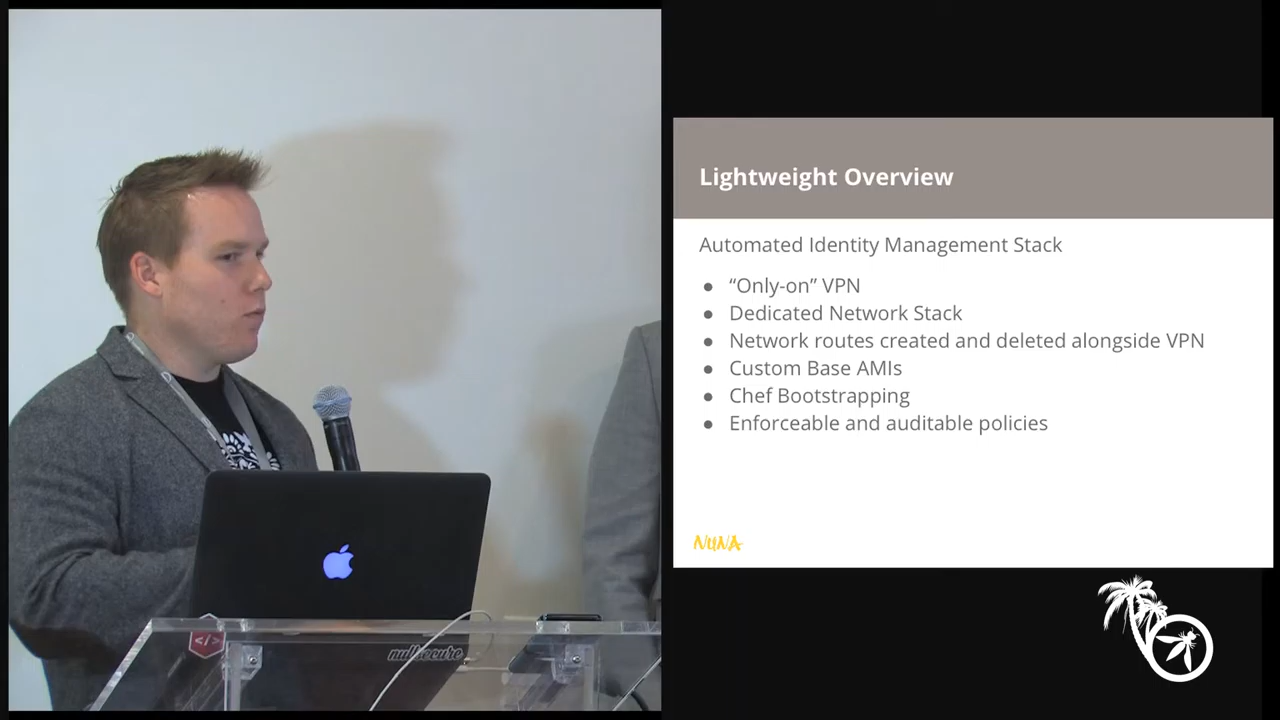 Lightweight Overview
Automated Identity Management Stack
● “Only-on” VPN
● Dedicated Network Stack
● Network routes created and deleted alongside VPN
● Custom Base AMIs
● Chef Bootstrapping
● Enforceable and auditable policies
NUNA
</>
nullsecure